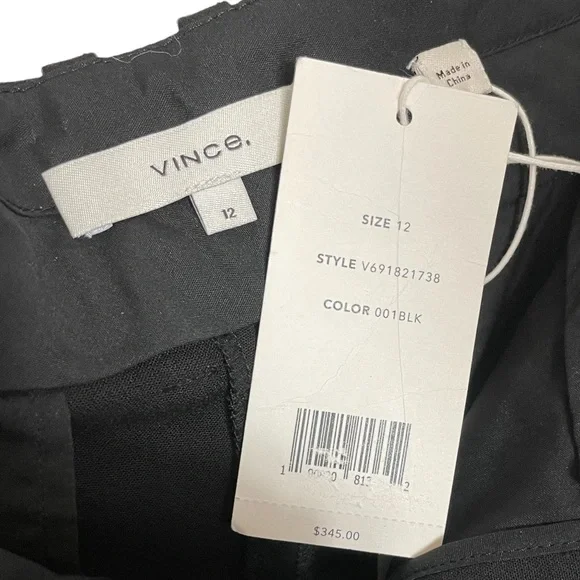 VINCE.
12
Made in
China
SIZE 12
STYLE V691821738
COLOR 001BLK
$345.00